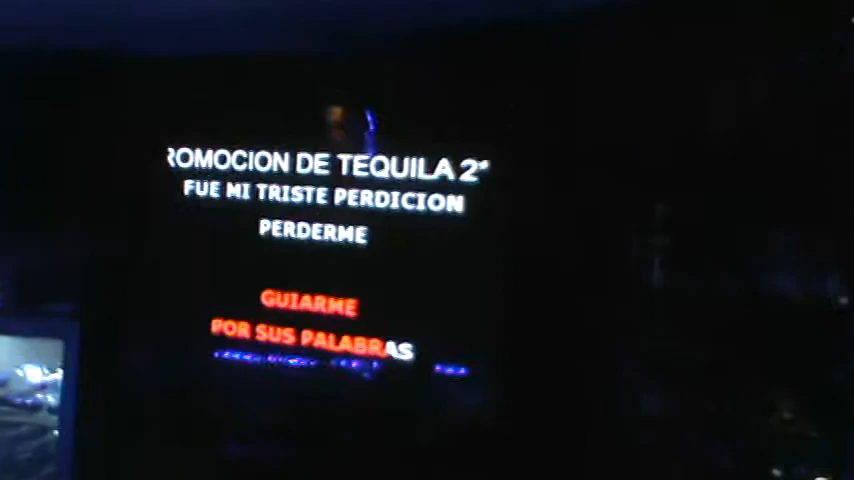 ROMOCION DE TEQUILA 2*
FUE MI TRISTE PERDICION
PERDERME
GUIARME
POR SUS PALABRAS